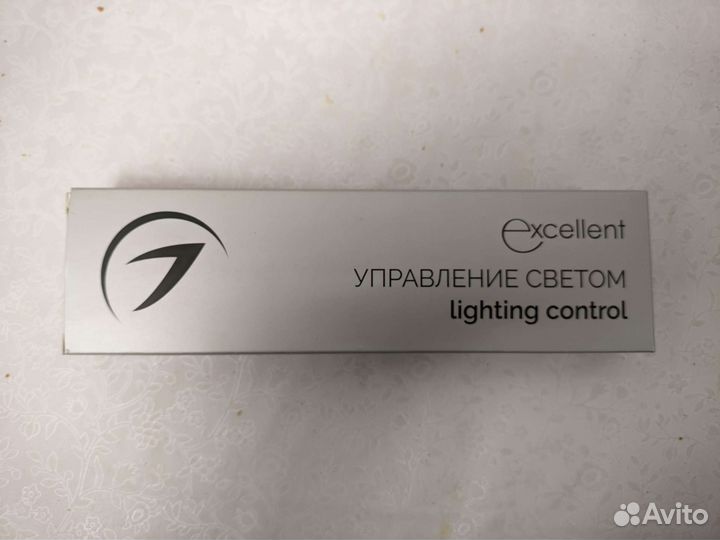 excellent
УПРАВЛЕНИЕ СВЕТОМ
lighting control
Avito